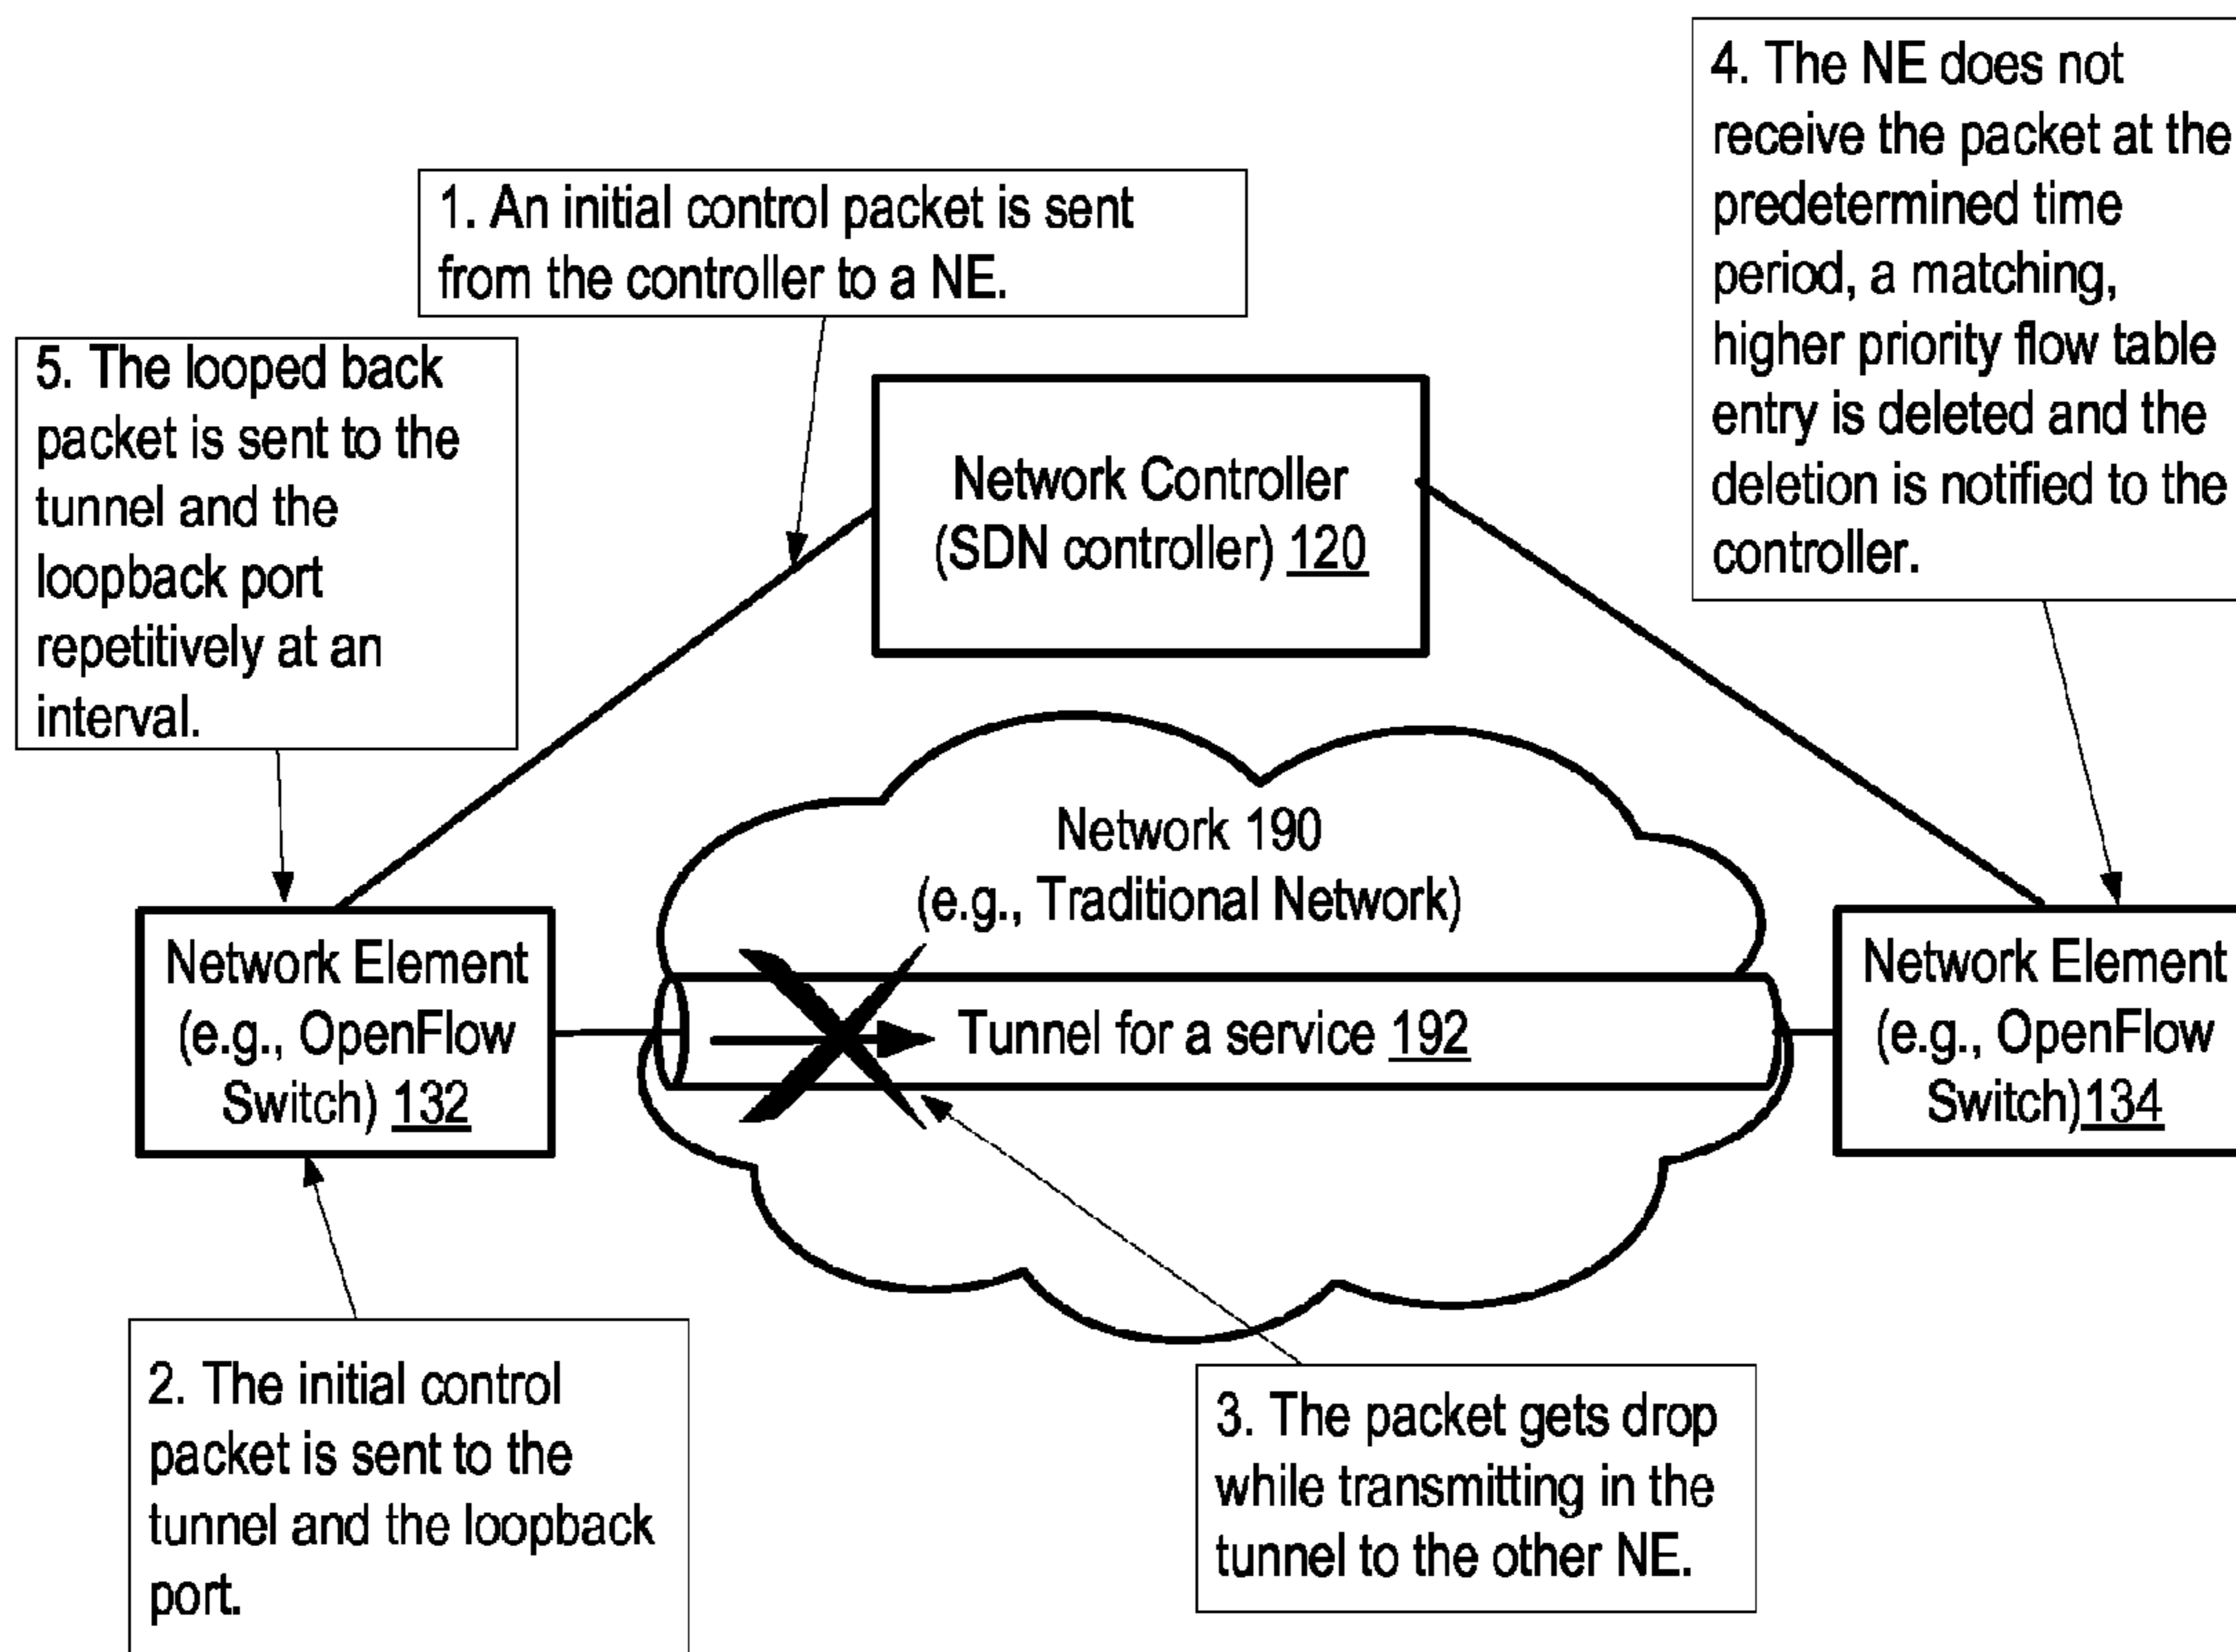 1. An initial control packet is sent
from the controller to a NE.
5. The looped back
packet is sent to the
tunnel and the
loopback port
repetitively at an
interval.
4. The NE does not
receive the packet at the
predetermined time
period, a matching,
higher priority flow table
entry is deleted and the
deletion is notified to the
controller.
Network Controller
(SDN controller) 120
Network 190
(e.g., Traditional Network)
Network Element
(e.g., OpenFlow
Switch) 132
Tunnel for a service 192
Network Element
(e.g., OpenFlow
Switch)134
2. The initial control
packet is sent to the
tunnel and the loopback
port.
3. The packet gets drop
while transmitting in the
tunnel to the other NE.